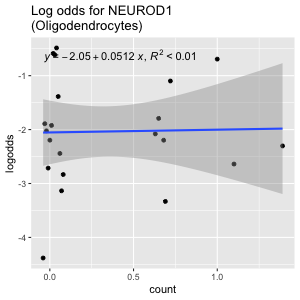 Log odds for NEUROD1
(Oligodendrocytes)
y = −2.05 + 0.0512 x, R² < 0.01
-1
-2
-3
-4
logodds
0.0 0.5 1.0
count